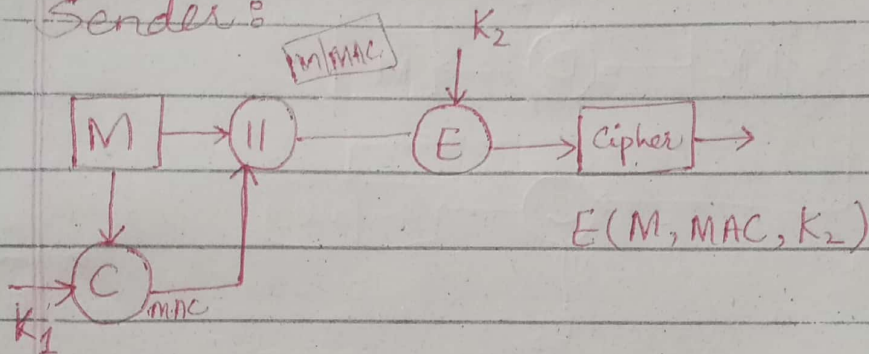 Sender :
M|MAC
K2
M || E Cipher
E(M, MAC, K2)
C
MAC
K1